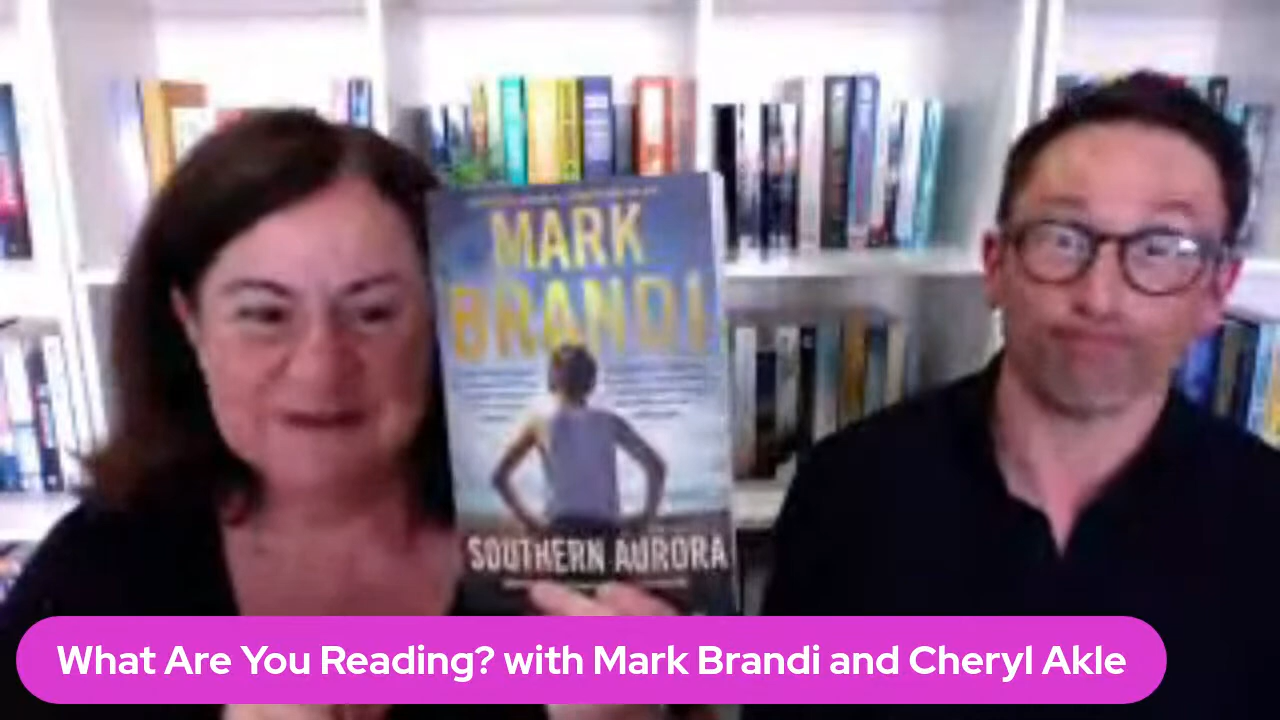 MARK
BRANDI
SOUTHERN AURORA
What Are You Reading? with Mark Brandi and Cheryl Akle